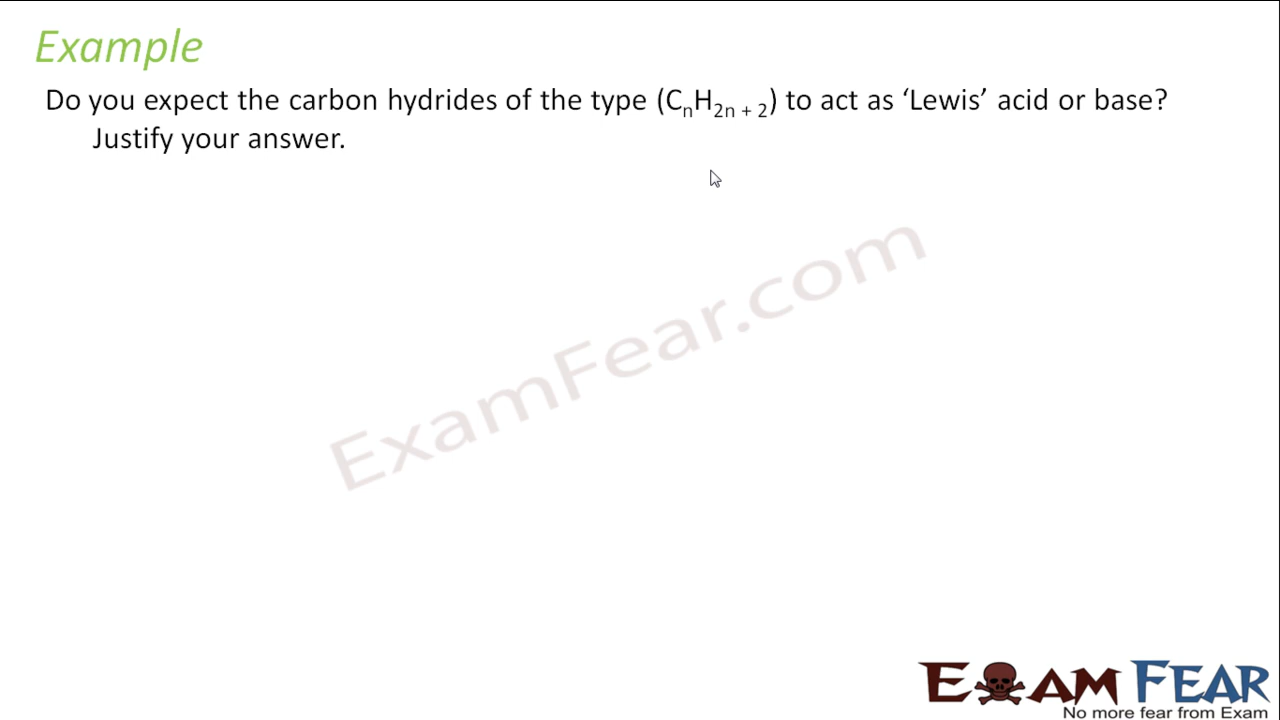 Example
Do you expect the carbon hydrides of the type (CₙH₂ₙ ₊ ₂) to act as ‘Lewis’ acid or base?
Justify your answer.
ExamFear.com
EXAM FEAR
No more fear from Exam